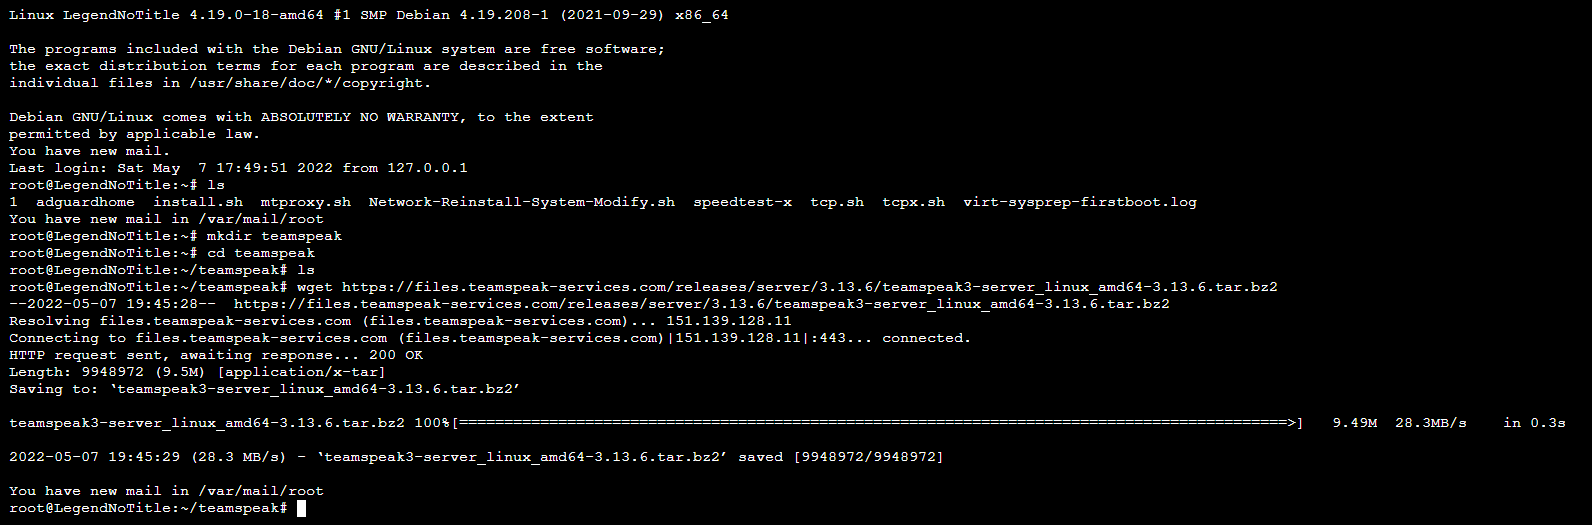 Linux LegendNoTitle 4.19.0-18-amd64 #1 SMP Debian 4.19.208-1 (2021-09-29) x86_64
The programs included with the Debian GNU/Linux system are free software;
the exact distribution terms for each program are described in the
individual files in /usr/share/doc/*/copyright.
Debian GNU/Linux comes with ABSOLUTELY NO WARRANTY, to the extent
permitted by applicable law.
You have new mail.
Last login: Sat May  7 17:49:51 2022 from 127.0.0.1
root@LegendNoTitle:~# ls
1  adguardhome  install.sh  mtproxy.sh  Network-Reinstall-System-Modify.sh  speedtest-x  tcp.sh  tcpx.sh  virt-sysprep-firstboot.log
You have new mail in /var/mail/root
root@LegendNoTitle:~# mkdir teamspeak
root@LegendNoTitle:~# cd teamspeak
root@LegendNoTitle:~/teamspeak# ls
root@LegendNoTitle:~/teamspeak# wget https://files.teamspeak-services.com/releases/server/3.13.6/teamspeak3-server_linux_amd64-3.13.6.tar.bz2
--2022-05-07 19:45:28--  https://files.teamspeak-services.com/releases/server/3.13.6/teamspeak3-server_linux_amd64-3.13.6.tar.bz2
Resolving files.teamspeak-services.com (files.teamspeak-services.com)... 151.139.128.11
Connecting to files.teamspeak-services.com (files.teamspeak-services.com)|151.139.128.11|:443... connected.
HTTP request sent, awaiting response... 200 OK
Length: 9948972 (9.5M) [application/x-tar]
Saving to: ‘teamspeak3-server_linux_amd64-3.13.6.tar.bz2’
teamspeak3-server_linux_amd64-3.13.6.tar.bz2 100%[============================================================================================>]   9.49M  28.3MB/s    in 0.3s
2022-05-07 19:45:29 (28.3 MB/s) - ‘teamspeak3-server_linux_amd64-3.13.6.tar.bz2’ saved [9948972/9948972]
You have new mail in /var/mail/root
root@LegendNoTitle:~/teamspeak#